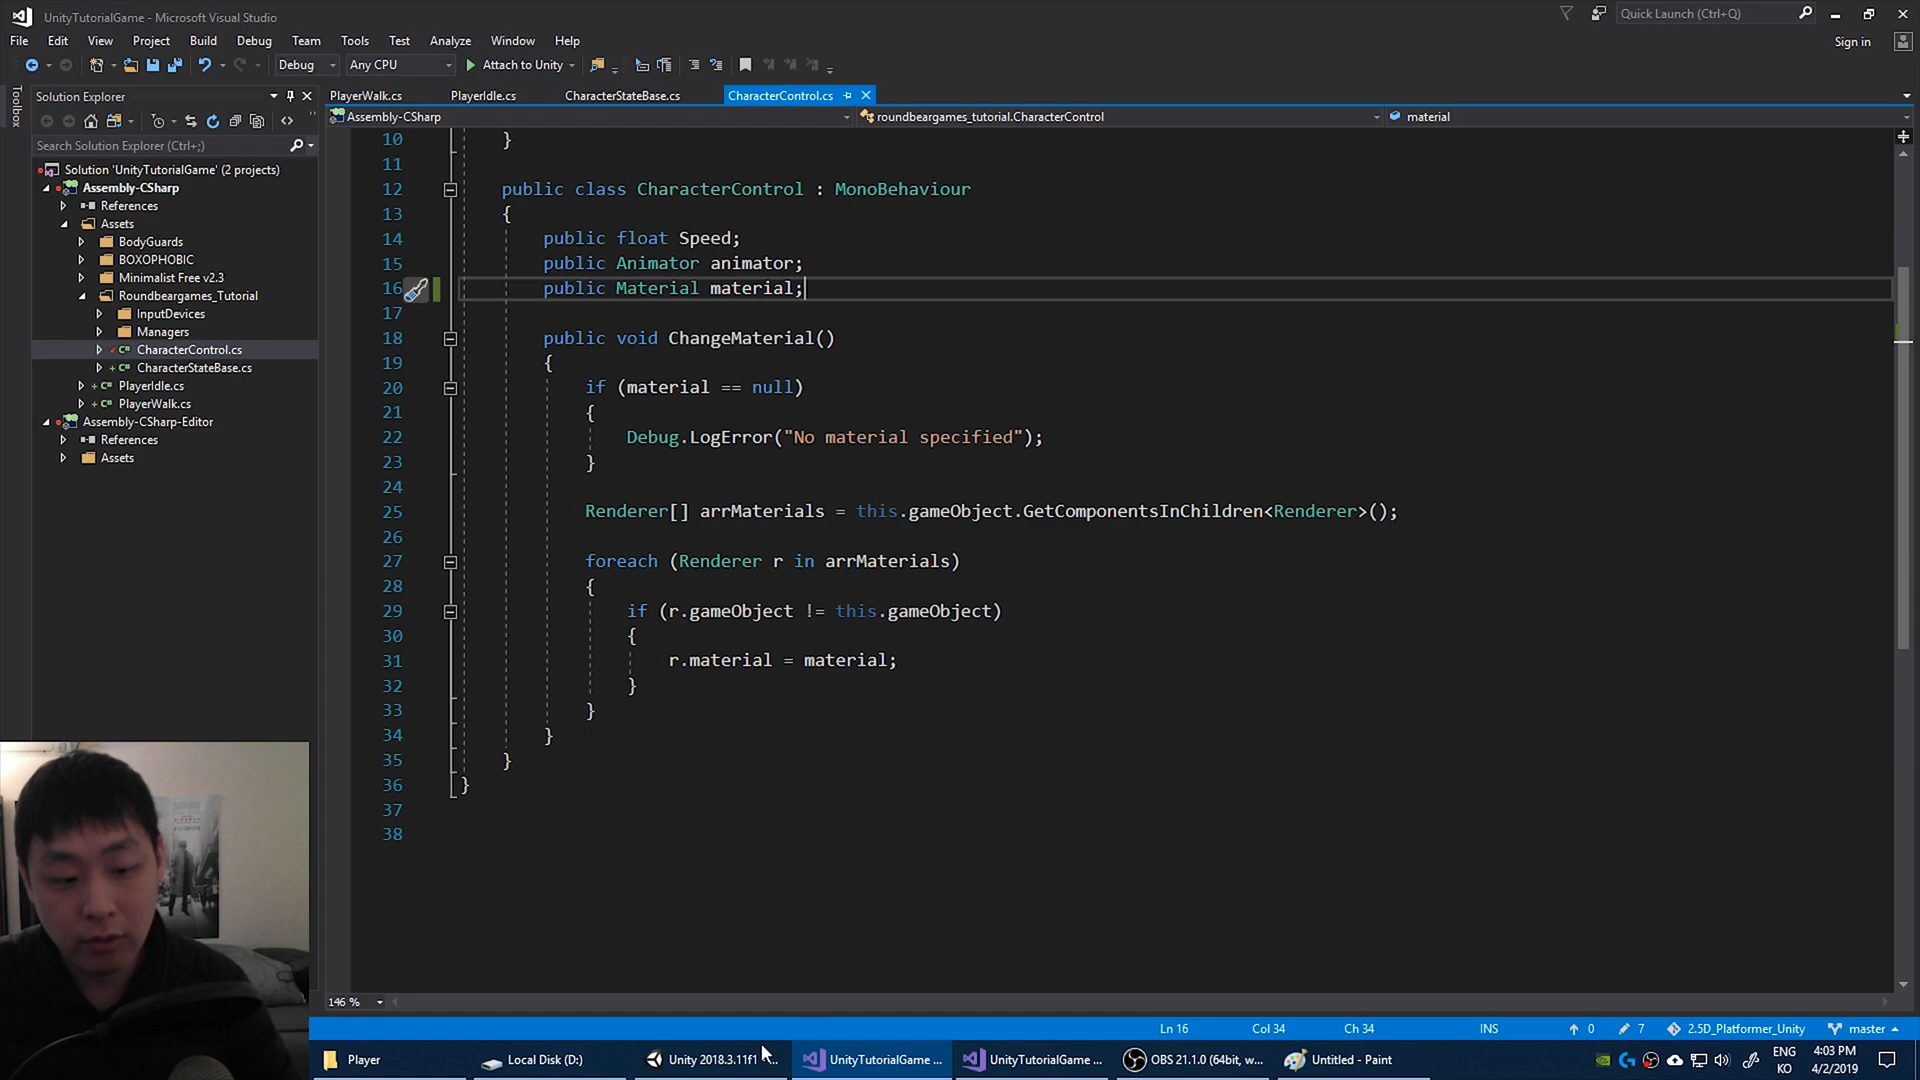 UnityTutorialGame - Microsoft Visual Studio
Quick Launch (Ctrl+Q)
File Edit View Project Build Debug Team Tools Test Analyze Window Help
Sign in
Debug Any CPU Attach to Unity
Toolbox
Solution Explorer
PlayerWalk.cs PlayerIdle.cs CharacterStateBase.cs CharacterControl.cs
Assembly-CSharp roundbeargames_tutorial.CharacterControl material
Search Solution Explorer (Ctrl+;)
Solution 'UnityTutorialGame' (2 projects)
Assembly-CSharp
References
Assets
BodyGuards
BOXOPHOBIC
Minimalist Free v2.3
Roundbeargames_Tutorial
InputDevices
Managers
CharacterControl.cs
CharacterStateBase.cs
PlayerIdle.cs
PlayerWalk.cs
Assembly-CSharp-Editor
References
Assets
10 }
11
12 public class CharacterControl : MonoBehaviour
13 {
14 public float Speed;
15 public Animator animator;
16 public Material material;
17
18 public void ChangeMaterial()
19 {
20 if (material == null)
21 {
22 Debug.LogError("No material specified");
23 }
24
25 Renderer[] arrMaterials = this.gameObject.GetComponentsInChildren<Renderer>();
26
27 foreach (Renderer r in arrMaterials)
28 {
29 if (r.gameObject != this.gameObject)
30 {
31 r.material = material;
32 }
33 }
34 }
35 }
36 }
37
38
146 %
Ln 16 Col 34 Ch 34 INS 0 7 2.5D_Platformer_Unity master
Player Local Disk (D:) Unity 2018.3.11f1 ... UnityTutorialGame ... UnityTutorialGame ... OBS 21.1.0 (64bit, w... Untitled - Paint
ENG
KO
4:03 PM
4/2/2019